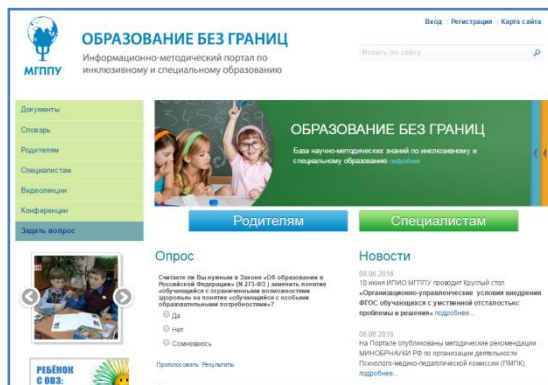 МГППУ
ОБРАЗОВАНИЕ БЕЗ ГРАНИЦ
Информационно-методический портал по
инклюзивному и специальному образованию
Вход | Регистрация | Карта сайта
Искать по сайту
Документы
Словарь
Родителям
Специалистам
Видеолекции
Конференции
Задать вопрос
ОБРАЗОВАНИЕ БЕЗ ГРАНИЦ
База научно-методических знаний по инклюзивному и
специальному образованию подробнее
Родителям
Специалистам
Опрос
Считаете ли Вы нужным в Законе «Об образовании в
Российской Федерации» (N 273-ФЗ ) заменить понятие
«обучающийся с ограниченными возможностями
здоровья» на понятие «обучающийся с особыми
образовательными потребностями»?
Да
Нет
Сомневаюсь
Проголосовать Результаты
Новости
08.06.2016
10 июня ИПИО МГППУ проводит Круглый стол
«Организационно-управленческие условия внедрения
ФГОС обучающихся с умственной отсталостью:
проблемы и решения» подробнее...
08.06.2016
На Портале опубликованы методические рекомендации
МИНОБРНАУКИ РФ по организации деятельности
Психолого-медико-педагогической комиссии (ПМПК)
подробнее...
РЕБЁНОК
С ОВЗ: